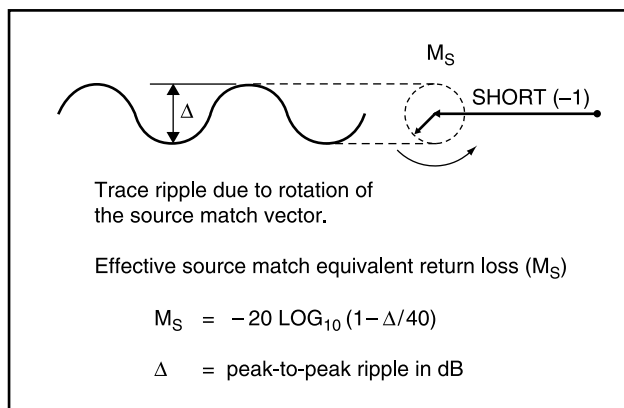 M_S
SHORT (–1)
Δ
Trace ripple due to rotation of
the source match vector.
Effective source match equivalent return loss (M_S)
M_S = –20 LOG₁₀ (1– Δ/40)
Δ = peak-to-peak ripple in dB